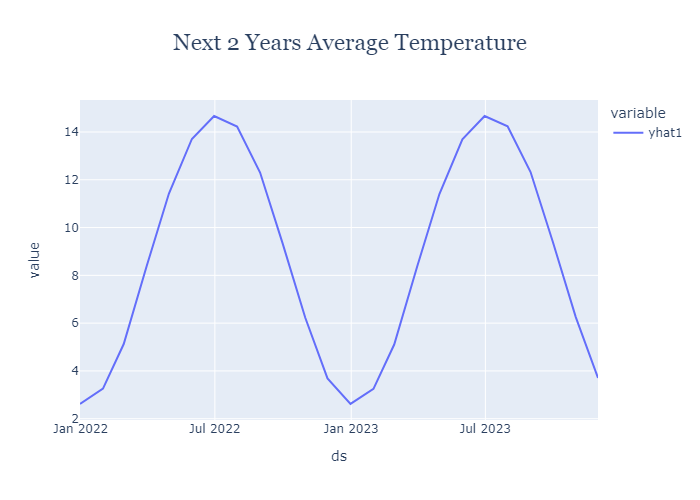 Next 2 Years Average Temperature
variable
yhat1
value
14
12
10
8
6
4
2
Jan 2022
Jul 2022
Jan 2023
Jul 2023
ds